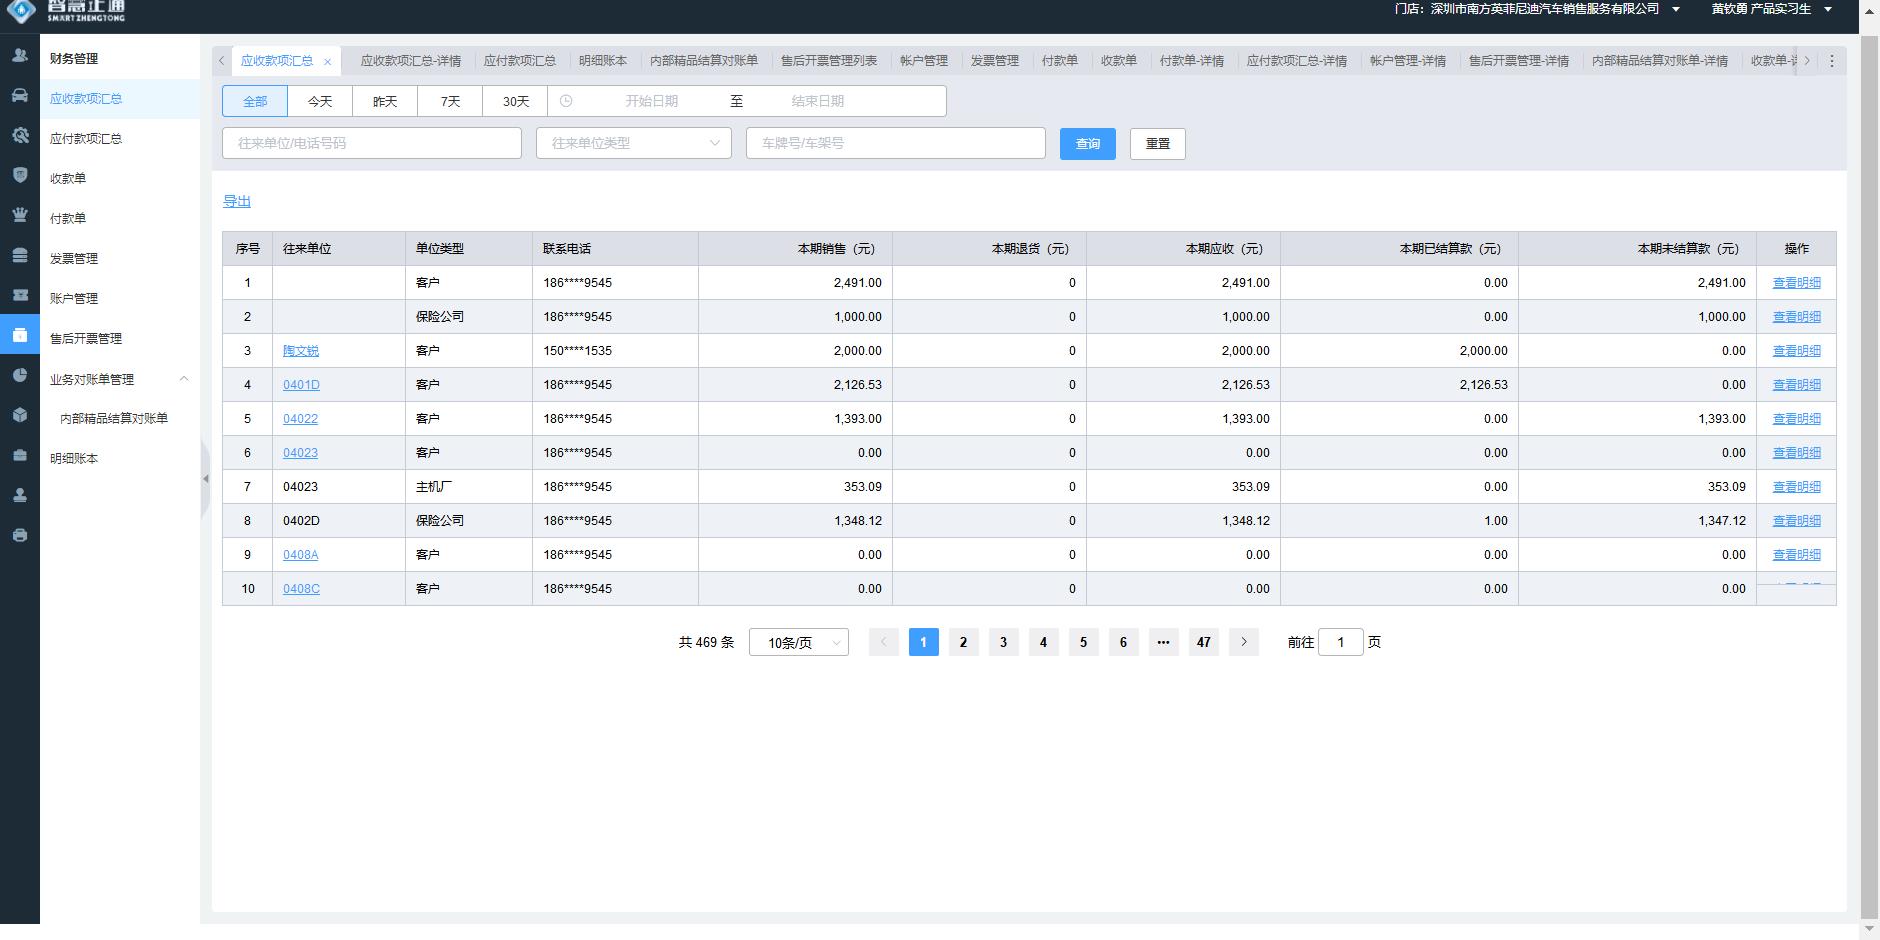 智慧正通
SMART ZHENGTONG
门店：深圳市南方英菲尼迪汽车销售服务有限公司
黄钦勇 产品实习生
财务管理
应收款项汇总
应付款项汇总
收款单
付款单
发票管理
账户管理
售后开票管理
业务对账单管理
内部精品结算对账单
明细账本
应收款项汇总 × 应收款项汇总-详情 应付款项汇总 明细账本 内部精品结算对账单 售后开票管理列表 帐户管理 发票管理 付款单 收款单 付款单-详情 应付款项汇总-详情 帐户管理-详情 售后开票管理-详情 内部精品结算对账单-详情 收款单-详
全部 今天 昨天 7天 30天 开始日期 至 结束日期
往来单位/电话号码 往来单位类型 车牌号/车架号 查询 重置
导出
序号 往来单位 单位类型 联系电话 本期销售（元） 本期退货（元） 本期应收（元） 本期已结算款（元） 本期未结算款（元） 操作
1 客户 186****9545 2,491.00 0 2,491.00 0.00 2,491.00 查看明细
2 保险公司 186****9545 1,000.00 0 1,000.00 0.00 1,000.00 查看明细
3 陶文锐 客户 150****1535 2,000.00 0 2,000.00 2,000.00 0.00 查看明细
4 0401D 客户 186****9545 2,126.53 0 2,126.53 2,126.53 0.00 查看明细
5 04022 客户 186****9545 1,393.00 0 1,393.00 0.00 1,393.00 查看明细
6 04023 客户 186****9545 0.00 0 0.00 0.00 0.00 查看明细
7 04023 主机厂 186****9545 353.09 0 353.09 0.00 353.09 查看明细
8 0402D 保险公司 186****9545 1,348.12 0 1,348.12 1.00 1,347.12 查看明细
9 0408A 客户 186****9545 0.00 0 0.00 0.00 0.00 查看明细
10 0408C 客户 186****9545 0.00 0 0.00 0.00 0.00
共 469 条 10条/页 1 2 3 4 5 6 ••• 47 前往 1 页